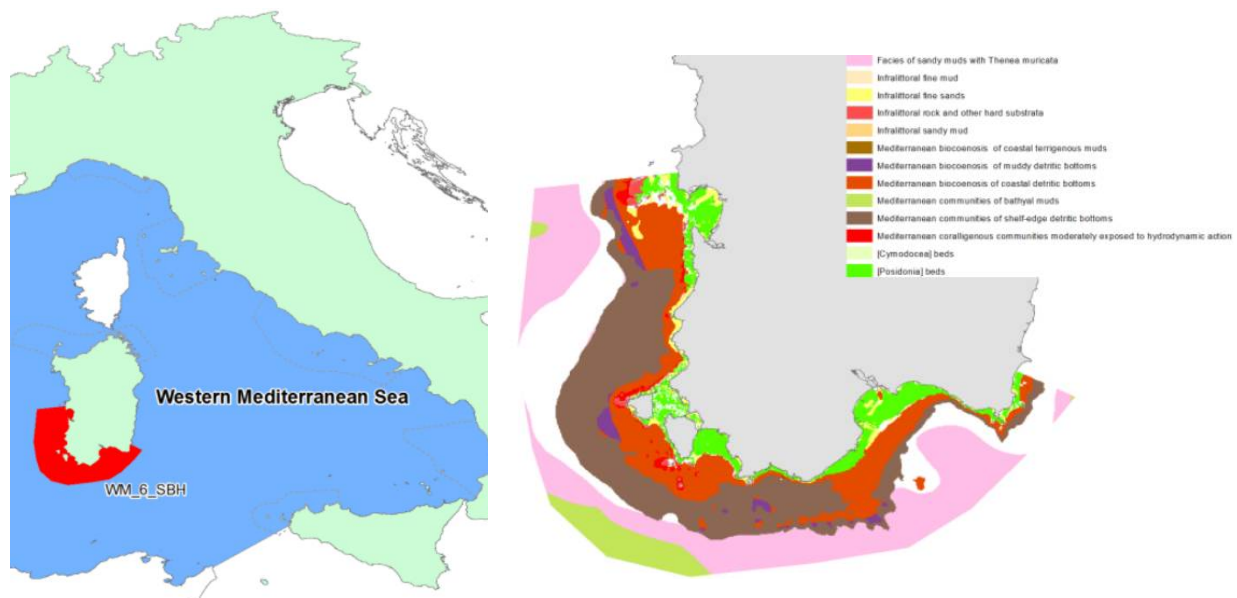 Western Mediterranean Sea
WM_6_SBH
Facies of sandy muds with Thenea muricata
Infralittoral fine mud
Infralittoral fine sands
Infralittoral rock and other hard substrata
Infralittoral sandy mud
Mediterranean biocoenosis of coastal terrigenous muds
Mediterranean biocoenosis of muddy detritic bottoms
Mediterranean biocoenosis of coastal detritic bottoms
Mediterranean communities of bathyal muds
Mediterranean communities of shelf-edge detritic bottoms
Mediterranean coralligenous communities moderately exposed to hydrodynamic action
[Cymodocea] beds
[Posidonia] beds